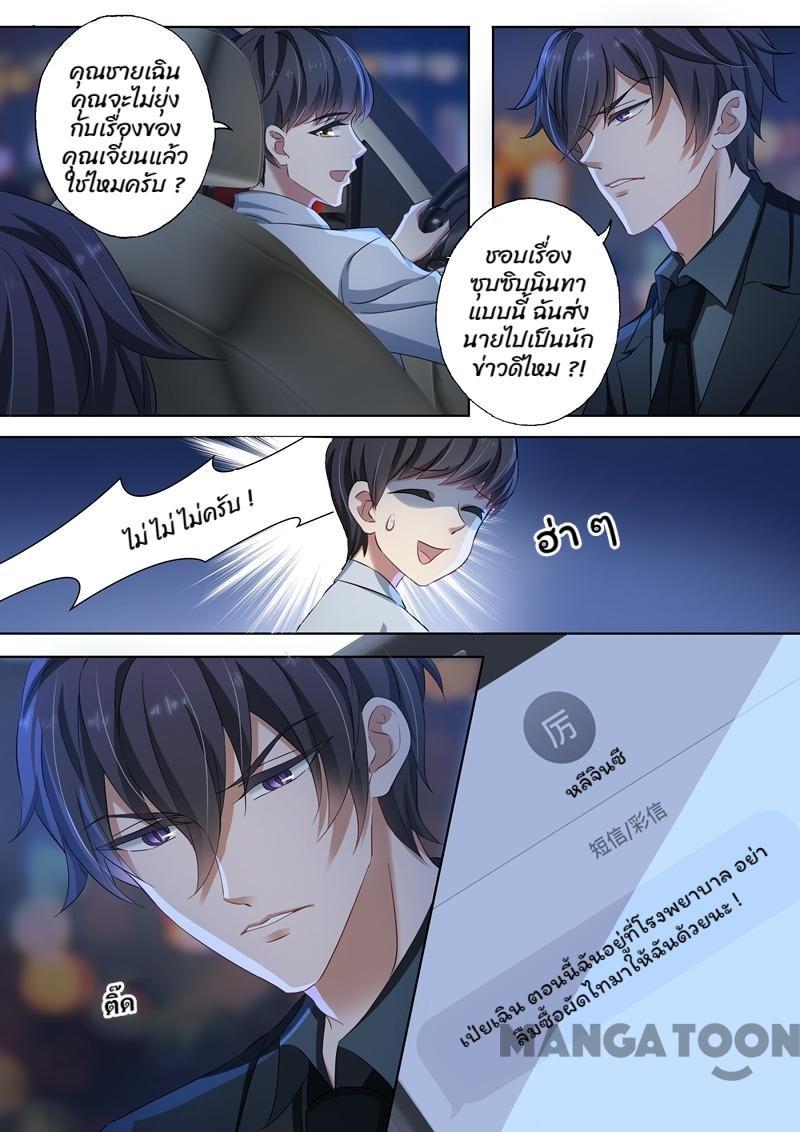 คุณชายเฉิน
คุณจะไม่ยุ่ง
กับเรื่องของ
คุณเจี่ยนแล้ว
ใช่ไหมครับ ?
ชอบเรื่อง
ซุบซิบนินทา
แบบนี้ ฉันส่ง
นายไปเป็นนัก
ข่าวดีไหม ?!
ไม่ ไม่ ไม่ครับ !
ฮ่า ๆ
厉
หลีจินซี
短信/彩信
เป่ยเฉิน ตอนนี้ฉันอยู่ที่โรงพยาบาล อย่า
ลืมซื้อผัดไทมาให้ฉันด้วยนะ !
ติ๊ด
MANGATOON